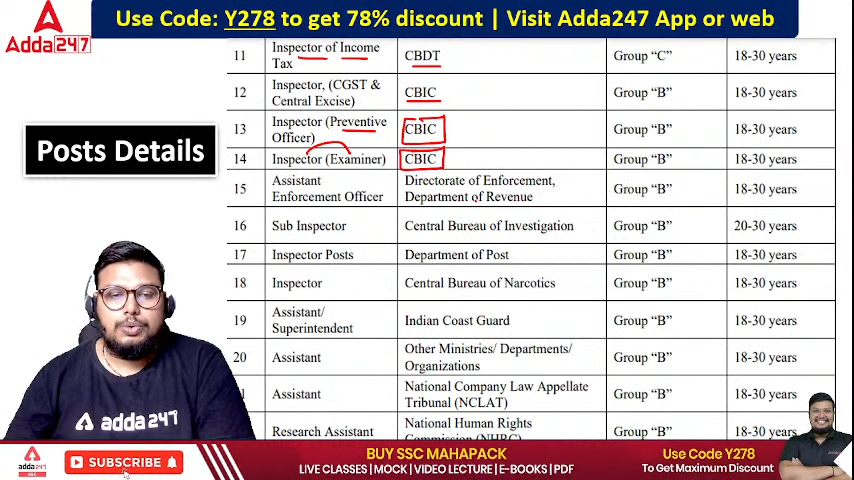 Use Code: Y278 to get 78% discount | Visit Adda247 App or web
Adda247
Posts Details
11 Inspector of Income Tax CBDT Group “C” 18-30 years
12 Inspector, (CGST & Central Excise) CBIC Group “B” 18-30 years
13 Inspector (Preventive Officer) CBIC Group “B” 18-30 years
14 Inspector (Examiner) CBIC Group “B” 18-30 years
15 Assistant Enforcement Officer Directorate of Enforcement, Department of Revenue Group “B” 18-30 years
16 Sub Inspector Central Bureau of Investigation Group “B” 20-30 years
17 Inspector Posts Department of Post Group “B” 18-30 years
18 Inspector Central Bureau of Narcotics Group “B” 18-30 years
19 Assistant/ Superintendent Indian Coast Guard Group “B” 18-30 years
20 Assistant Other Ministries/ Departments/ Organizations Group “B” 18-30 years
1 Assistant National Company Law Appellate Tribunal (NCLAT) Group “B” 18-30 years
Research Assistant National Human Rights Commission (NHRC) Group “B” 18-30 years
adda247
adda247
SSC
SUBSCRIBE
BUY SSC MAHAPACK
LIVE CLASSES | MOCK | VIDEO LECTURE | E-BOOKS | PDF
Use Code Y278
To Get Maximum Discount